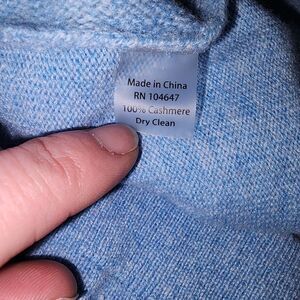 Made in China
RN 104647
100% Cashmere
Dry Clean